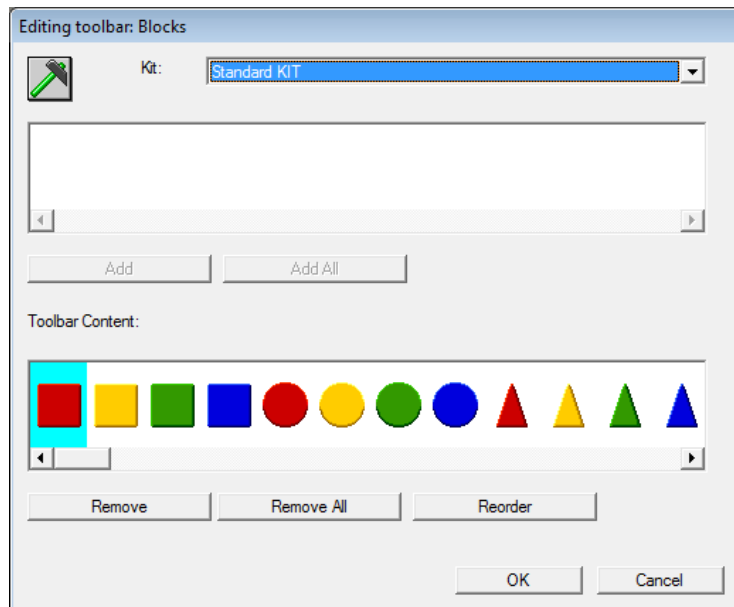 Editing toolbar: Blocks
Kit:
Standard KIT
Add
Add All
Toolbar Content:
Remove
Remove All
Reorder
OK
Cancel